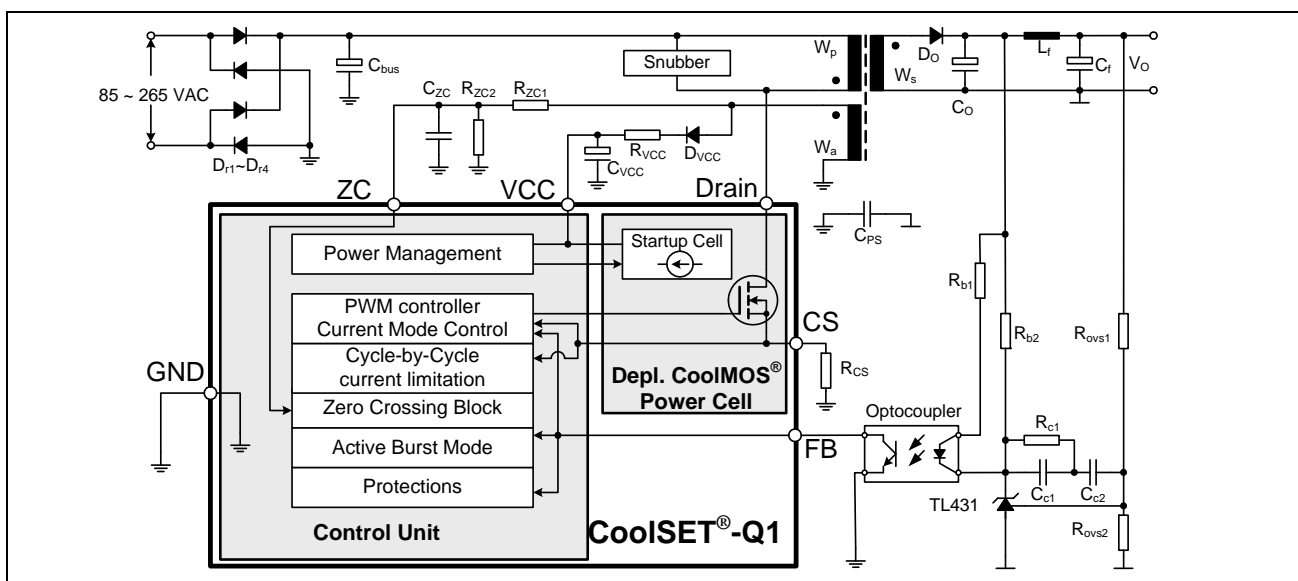 85 ~ 265 VAC
Dr1~Dr4
Cbus
Snubber
Wp
Ws
Wa
DO
CO
Lf
Cf
VO
CZC
RZC2
RZC1
CVCC
RVCC
DVCC
CPS
ZC
VCC
Drain
Power Management
Startup Cell
PWM controller
Current Mode Control
Cycle-by-Cycle
current limitation
Zero Crossing Block
Active Burst Mode
Protections
Control Unit
Depl. CoolMOS®
Power Cell
CoolSET®-Q1
GND
CS
RCS
FB
Optocoupler
Rb1
Rb2
Rovs1
Rc1
Cc1
Cc2
TL431
Rovs2